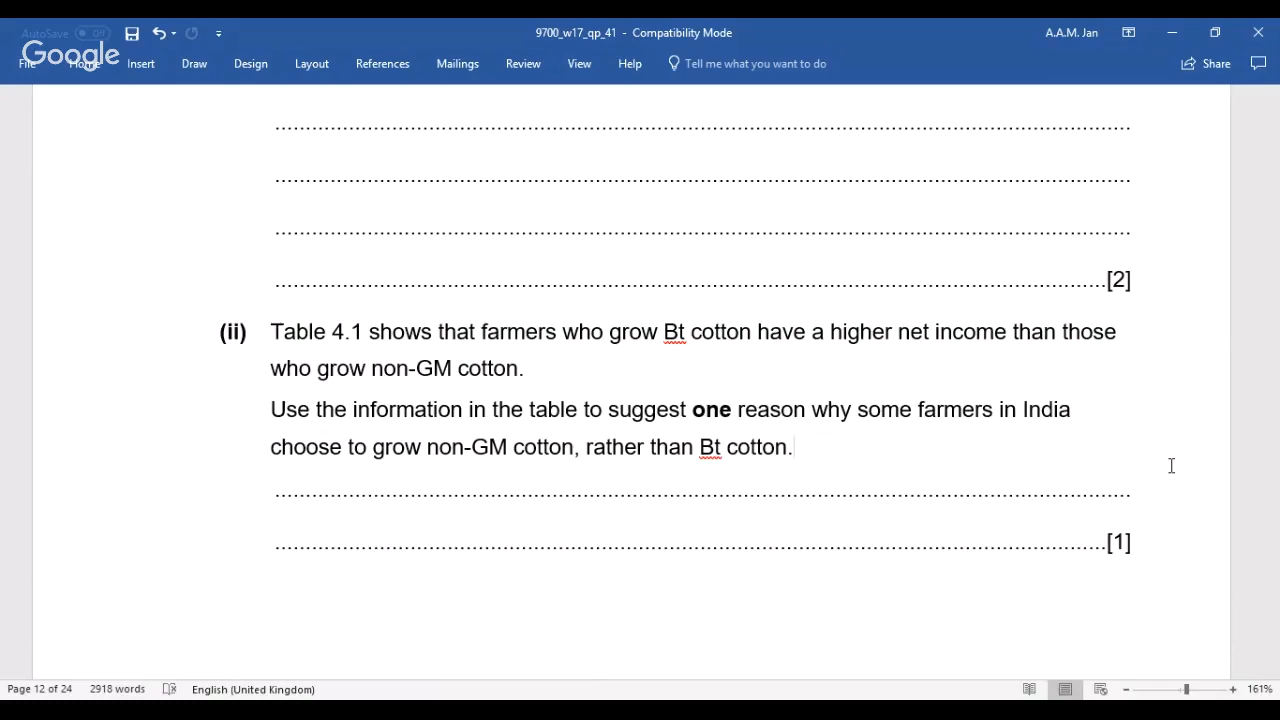 AutoSave Off
9700_w17_qp_41 - Compatibility Mode
A.A.M. Jan
Google
File Home Insert Draw Design Layout References Mailings Review View Help Tell me what you want to do Share
[2]
(ii) Table 4.1 shows that farmers who grow Bt cotton have a higher net income than those
who grow non-GM cotton.
Use the information in the table to suggest one reason why some farmers in India
choose to grow non-GM cotton, rather than Bt cotton.
[1]
Page 12 of 24 2918 words English (United Kingdom) 161%